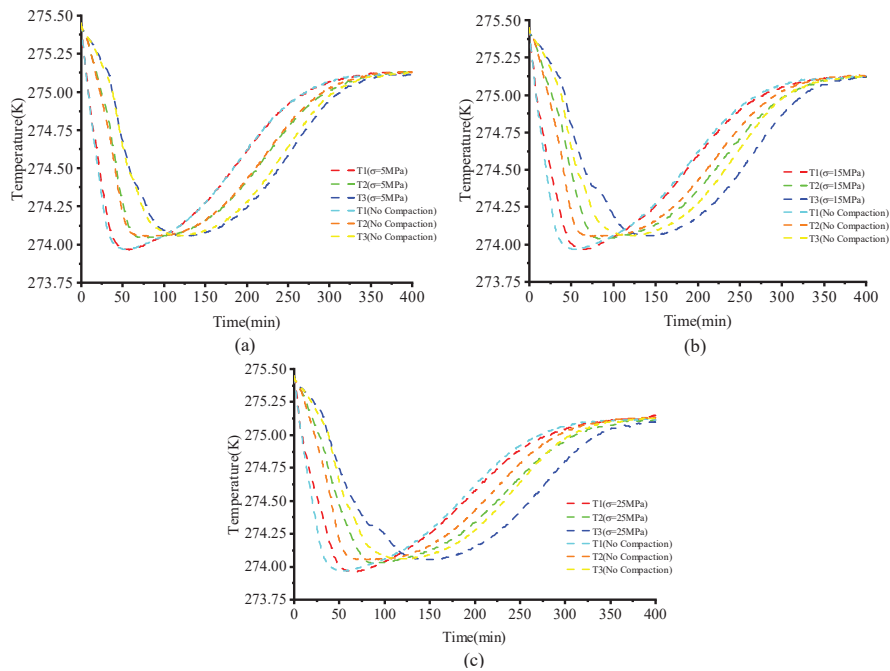 275.50
275.25
275.00
274.75
274.50
274.25
274.00
273.75
Temperature(K)
T1(σ=5MPa)
T2(σ=5MPa)
T3(σ=5MPa)
T1(No Compaction)
T2(No Compaction)
T3(No Compaction)
0 50 100 150 200 250 300 350 400
Time(min)
(a)
275.50
275.25
275.00
274.75
274.50
274.25
274.00
273.75
Temperature(K)
T1(σ=15MPa)
T2(σ=15MPa)
T3(σ=15MPa)
T1(No Compaction)
T2(No Compaction)
T3(No Compaction)
0 50 100 150 200 250 300 350 400
Time(min)
(b)
275.50
275.25
275.00
274.75
274.50
274.25
274.00
273.75
Temperature(K)
T1(σ=25MPa)
T2(σ=25MPa)
T3(σ=25MPa)
T1(No Compaction)
T2(No Compaction)
T3(No Compaction)
0 50 100 150 200 250 300 350 400
Time(min)
(c)